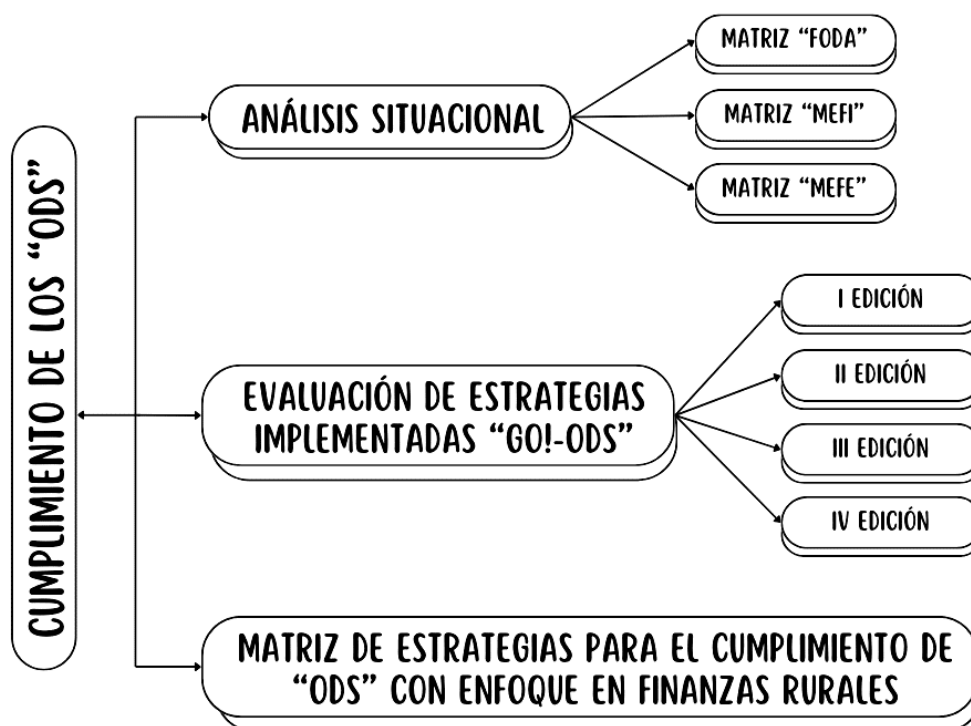 CUMPLIMIENTO DE LOS “ODS”
ANÁLISIS SITUACIONAL
MATRIZ “FODA”
MATRIZ “MEFI”
MATRIZ “MEFE”
EVALUACIÓN DE ESTRATEGIAS
IMPLEMENTADAS “GO!-ODS”
I EDICIÓN
II EDICIÓN
III EDICIÓN
IV EDICIÓN
MATRIZ DE ESTRATEGIAS PARA EL CUMPLIMIENTO DE
“ODS” CON ENFOQUE EN FINANZAS RURALES